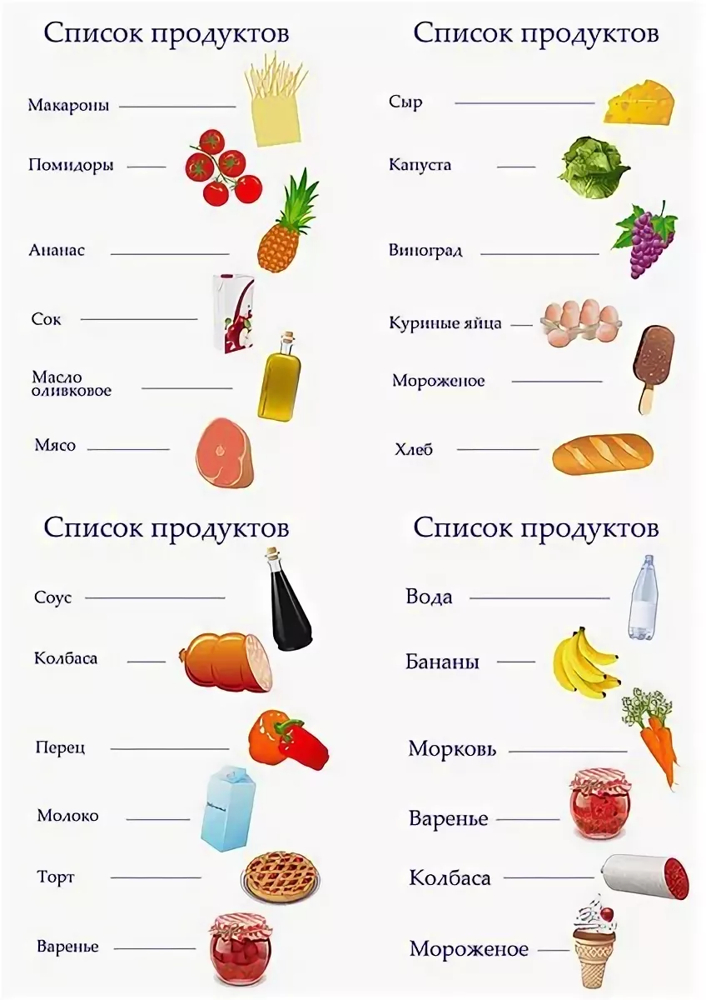 Список продуктов
Макароны
Помидоры
Ананас
Сок
Масло
оливковое
Мясо
Список продуктов
Сыр
Капуста
Виноград
Куриные яйца
Мороженое
Хлеб
Список продуктов
Соус
Колбаса
Перец
Молоко
Торт
Варенье
Список продуктов
Вода
Бананы
Морковь
Варенье
Колбаса
Мороженое